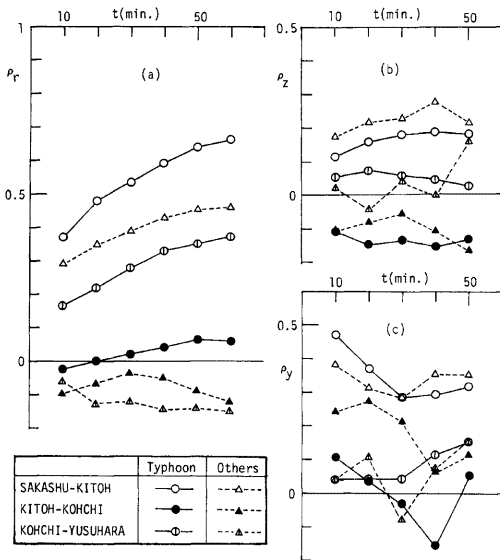 t(min.)
10 50
1
ρr
(a)
0.5
0
t(min.)
10 50
0.5
ρz
(b)
0
t(min.)
10 50
0.5
ρy
(c)
0
Typhoon Others
SAKASHU-KITOH
KITOH-KOHCHI
KOHCHI-YUSUHARA